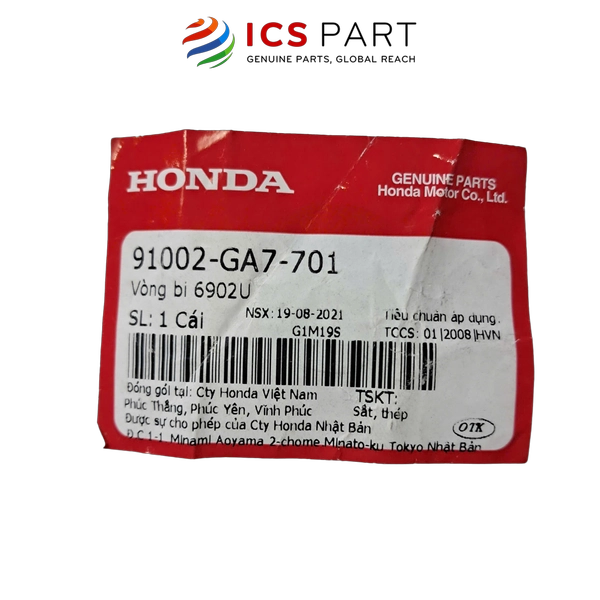 ICS PART
GENUINE PARTS, GLOBAL REACH
HONDA
GENUINE PARTS
Honda Motor Co., Ltd.
91002-GA7-701
Vòng bi 6902U
SL: 1 Cái
NSX: 19-08-2021
Tiêu chuẩn áp dụng:
G1M19S
TCCS: 01|2008|HVN
Đóng gói tại: Cty Honda Việt Nam
TSKT:
Phúc Thắng, Phúc Yên, Vĩnh Phúc
Sắt, thép
Được sự cho phép của Cty Honda Nhật Bản
OTK
Đ.C 1-1 Minami Aoyama 2-chome Minato-ku Tokyo Nhật Bản